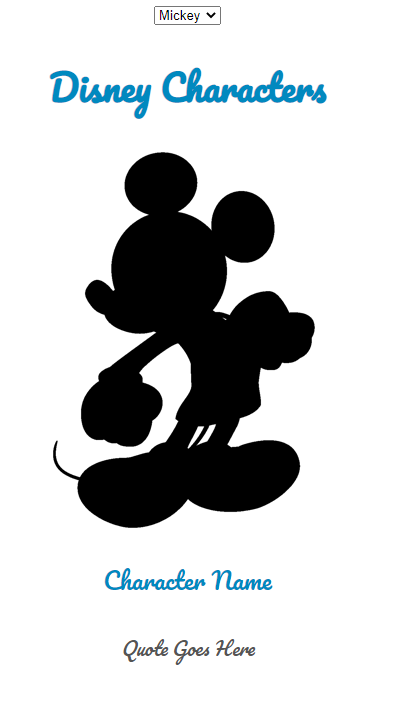 Mickey
Disney Characters
Character Name
Quote Goes Here